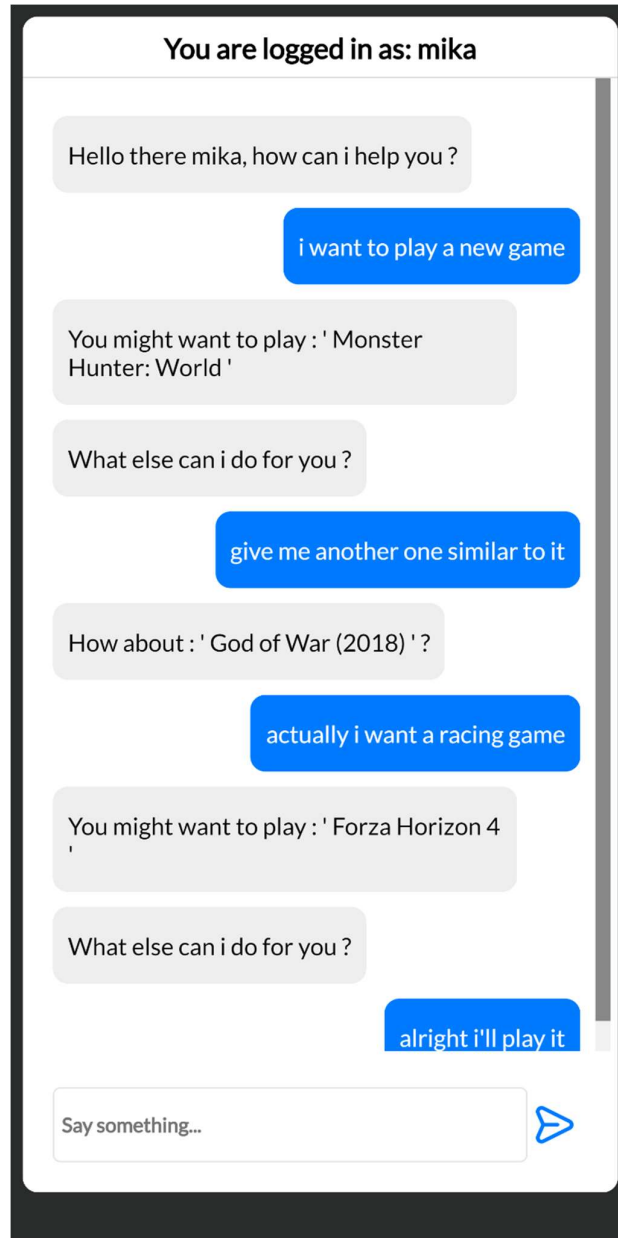 You are logged in as: mika
Hello there mika, how can i help you ?
i want to play a new game
You might want to play : ' Monster
Hunter: World '
What else can i do for you ?
give me another one similar to it
How about : ' God of War (2018) ' ?
actually i want a racing game
You might want to play : ' Forza Horizon 4
'
What else can i do for you ?
alright i'll play it
Say something...